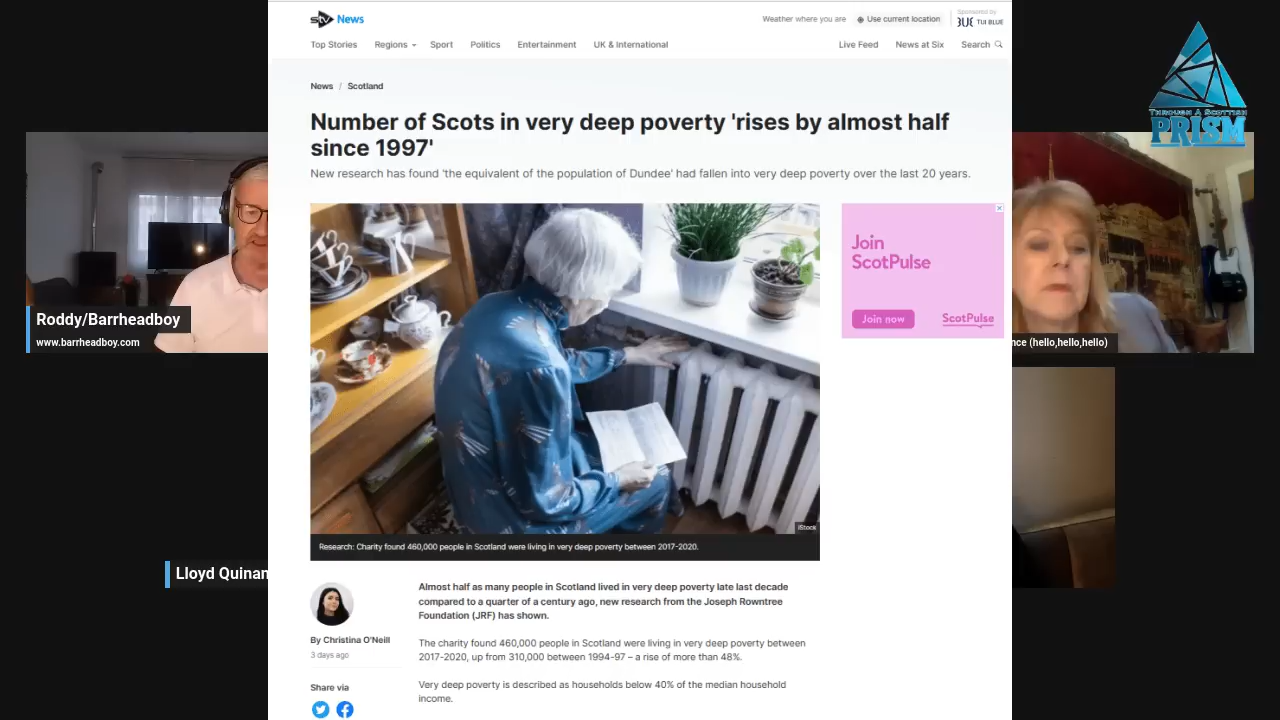 stv News
Weather where you are
Use current location
Sponsored by
TUI BLUE
Top Stories
Regions
Sport
Politics
Entertainment
UK & International
Live Feed
News at Six
Search
News / Scotland
Number of Scots in very deep poverty 'rises by almost half
since 1997'
New research has found 'the equivalent of the population of Dundee' had fallen into very deep poverty over the last 20 years.
iStock
Research: Charity found 460,000 people in Scotland were living in very deep poverty between 2017-2020.
Join
ScotPulse
Join now
ScotPulse
By Christina O'Neill
3 days ago
Share via
Almost half as many people in Scotland lived in very deep poverty late last decade
compared to a quarter of a century ago, new research from the Joseph Rowntree
Foundation (JRF) has shown.
The charity found 460,000 people in Scotland were living in very deep poverty between
2017-2020, up from 310,000 between 1994-97 – a rise of more than 48%.
Very deep poverty is described as households below 40% of the median household
income.
Roddy/Barrheadboy
www.barrheadboy.com
Lloyd Quinan
nce (hello,hello,hello)
THROUGH A SCOTTISH
PRISM